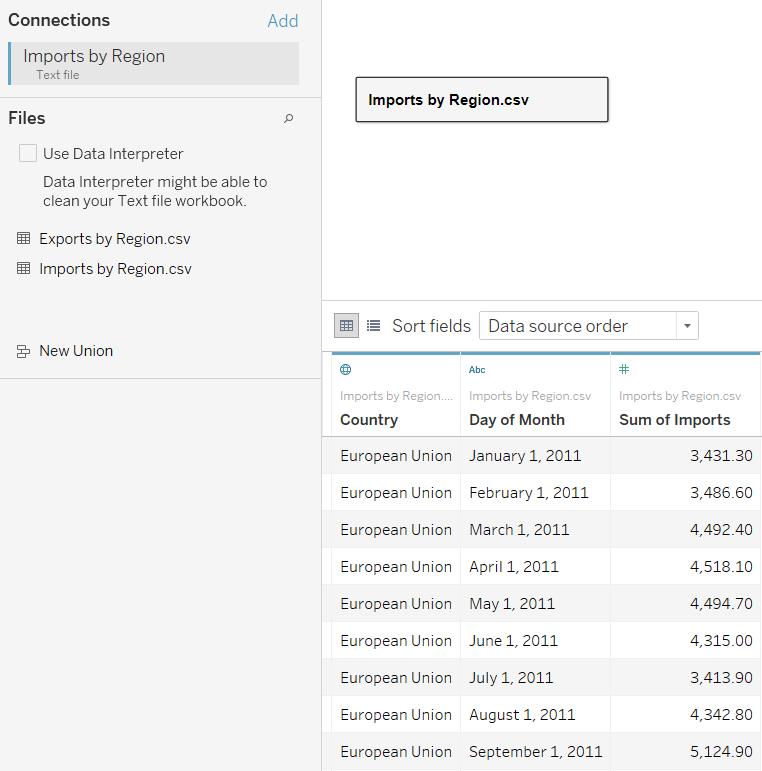 Connections Add
Imports by Region
Text file
Files
Use Data Interpreter
Data Interpreter might be able to
clean your Text file workbook.
Exports by Region.csv
Imports by Region.csv
New Union
Imports by Region.csv
Sort fields Data source order
Abc
Imports by Region.... Imports by Region.csv Imports by Region.csv
Country Day of Month Sum of Imports
European Union January 1, 2011 3,431.30
European Union February 1, 2011 3,486.60
European Union March 1, 2011 4,492.40
European Union April 1, 2011 4,518.10
European Union May 1, 2011 4,494.70
European Union June 1, 2011 4,315.00
European Union July 1, 2011 3,413.90
European Union August 1, 2011 4,342.80
European Union September 1, 2011 5,124.90